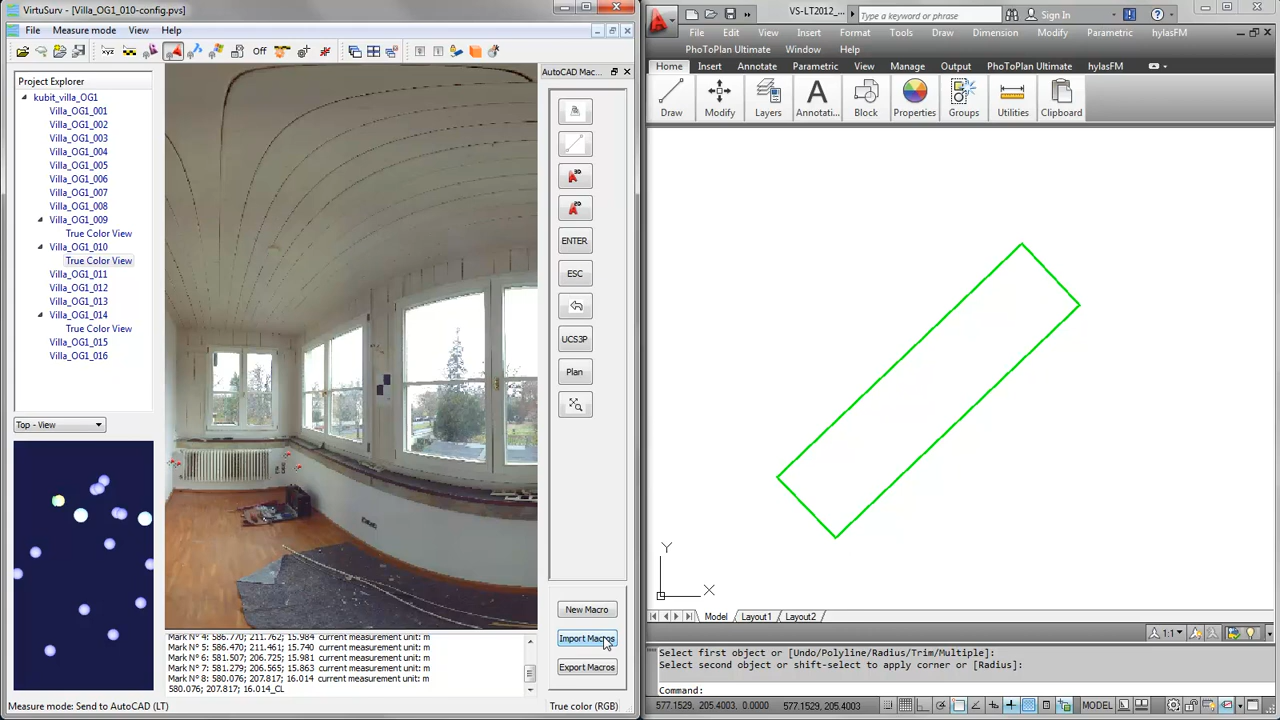 VirtuSurv - [Villa_OG1_010-config.pvs]
File Measure mode View Help
xyz Off
Project Explorer
kubit_villa_OG1
Villa_OG1_001
Villa_OG1_002
Villa_OG1_003
Villa_OG1_004
Villa_OG1_005
Villa_OG1_006
Villa_OG1_007
Villa_OG1_008
Villa_OG1_009
True Color View
Villa_OG1_010
True Color View
Villa_OG1_011
Villa_OG1_012
Villa_OG1_013
Villa_OG1_014
True Color View
Villa_OG1_015
Villa_OG1_016
Top - View
AutoCAD Mac...
ENTER
ESC
UCS3P
Plan
New Macro
Import Macros
Export Macros
Mark N° 4: 586.770; 211.762; 15.984 current measurement unit: m
Mark N° 5: 586.470; 211.461; 15.740 current measurement unit: m
Mark N° 6: 581.507; 206.725; 15.981 current measurement unit: m
Mark N° 7: 581.279; 206.565; 15.863 current measurement unit: m
Mark N° 8: 580.076; 207.817; 16.014 current measurement unit: m
580.076; 207.817; 16.014_CL
Measure mode: Send to AutoCAD (LT)
True color (RGB)
VS-LT2012_...
Type a keyword or phrase
Sign In
File Edit View Insert Format Tools Draw Dimension Modify Parametric hylasFM
PhoToPlan Ultimate Window Help
Home Insert Annotate Parametric View Manage Output PhoToPlan Ultimate hylasFM
Draw Modify Layers Annotati... Block Properties Groups Utilities Clipboard
Y
X
Model Layout1 Layout2
1:1
Select first object or [Undo/Polyline/Radius/Trim/Multiple]:
Select second object or shift-select to apply corner or [Radius]:
Command:
577.1529, 205.4003, 0.0000 577.1529, 205.4003 MODEL